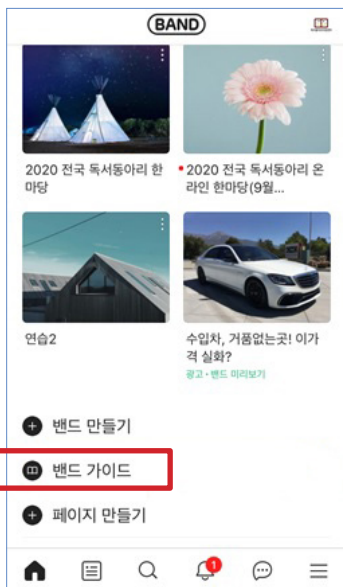 BAND
2020 전국 독서동아리 한
마당
2020 전국 독서동아리 온
라인 한마당(9월...
연습2
수입차, 거품없는곳! 이가
격 실화?
광고 • 밴드 미리보기
밴드 만들기
밴드 가이드
페이지 만들기
1